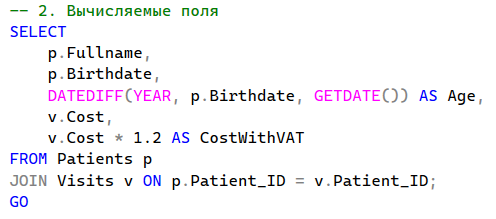 -- 2. Вычисляемые поля
SELECT
    p.Fullname,
    p.Birthdate,
    DATEDIFF(YEAR, p.Birthdate, GETDATE()) AS Age,
    v.Cost,
    v.Cost * 1.2 AS CostWithVAT
FROM Patients p
JOIN Visits v ON p.Patient_ID = v.Patient_ID;
GO